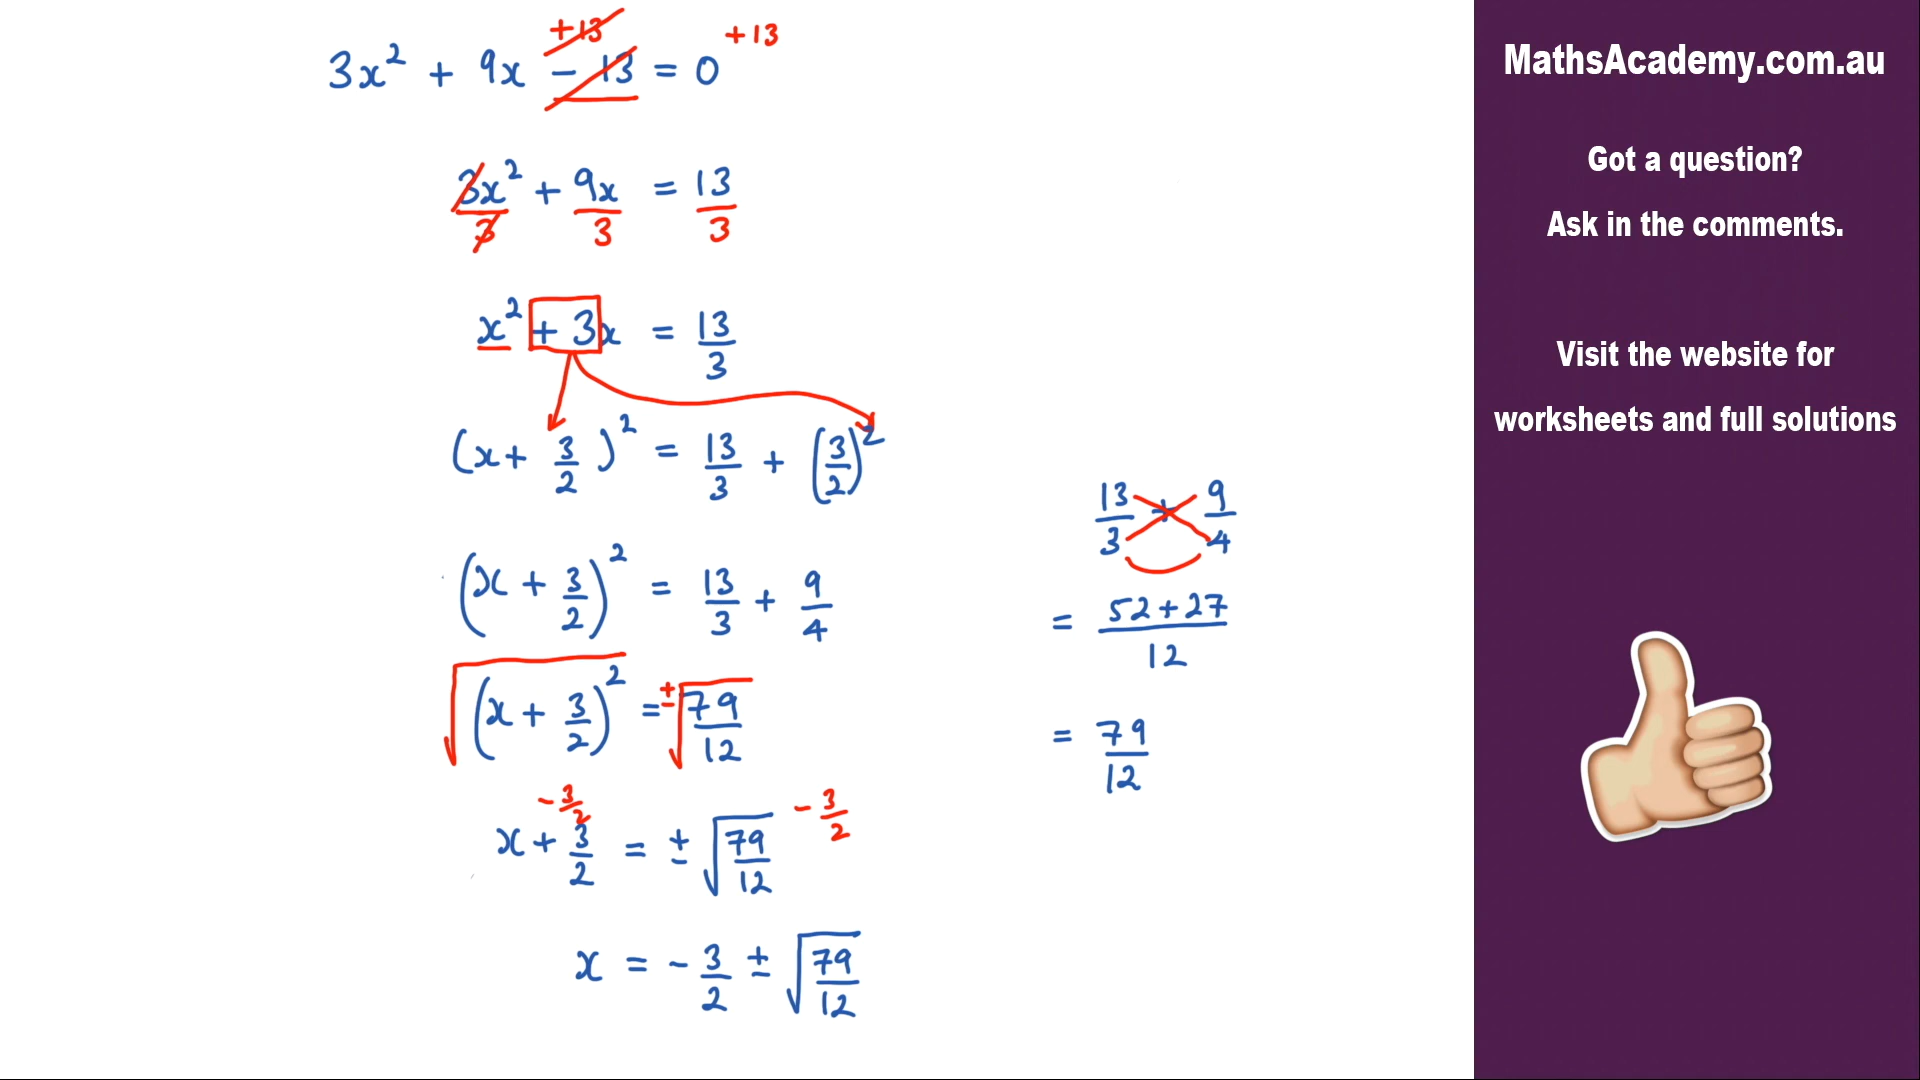 +13 +13
3x² + 9x - 13 = 0
3x²/3 + 9x/3 = 13/3
x² + 3x = 13/3
(x + 3/2)² = 13/3 + (3/2)²
(x + 3/2)² = 13/3 + 9/4
√(x + 3/2)² = ±√79/12
- 3/2 - 3/2
x + 3/2 = ± √79/12
x = - 3/2 ± √79/12
13/3 + 9/4
= 52 + 27/12
= 79/12
MathsAcademy.com.au
Got a question?
Ask in the comments.
Visit the website for
worksheets and full solutions